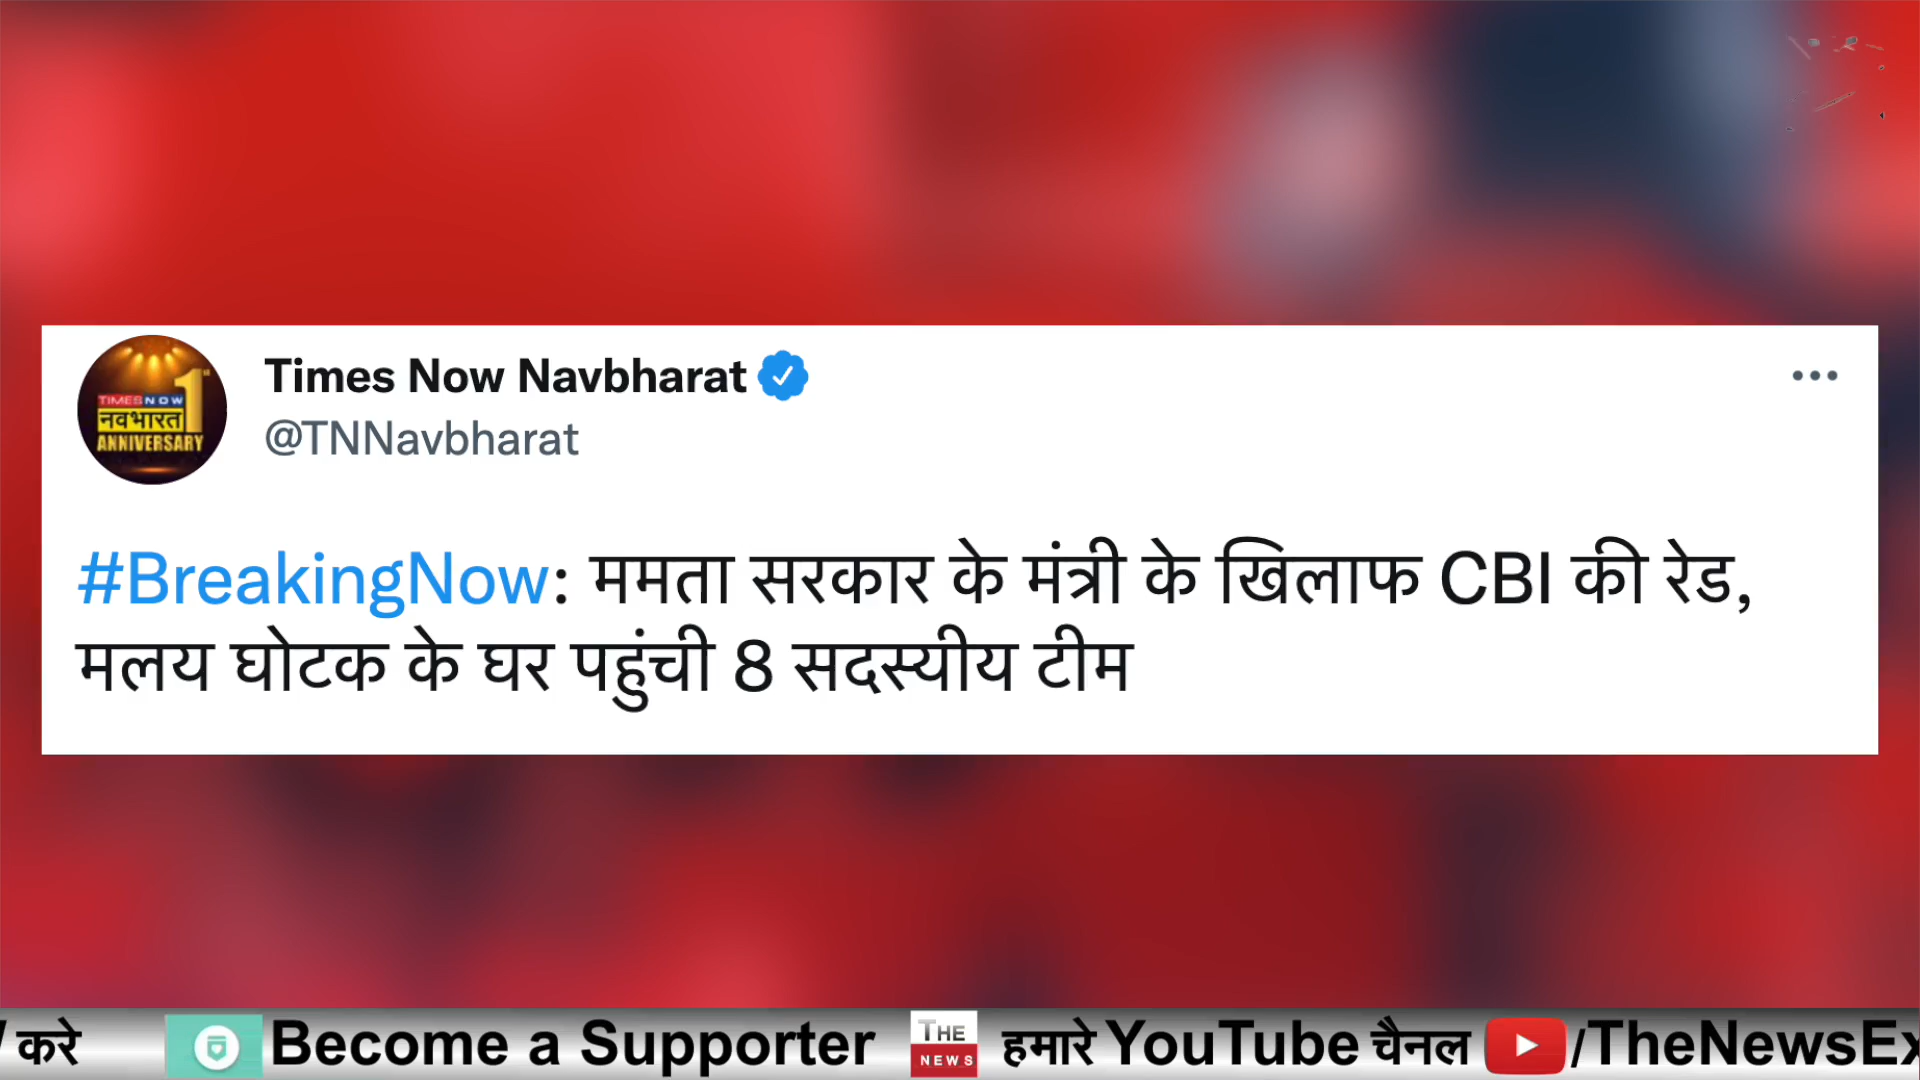 TIMES NOW
नवभारत
ANNIVERSARY
1
Times Now Navbharat
@TNNavbharat
#BreakingNow: ममता सरकार के मंत्री के खिलाफ CBI की रेड,
मलय घोटक के घर पहुंची 8 सदस्यीय टीम
करे Become a Supporter THE NEWS हमारे YouTube चैनल /TheNewsEx